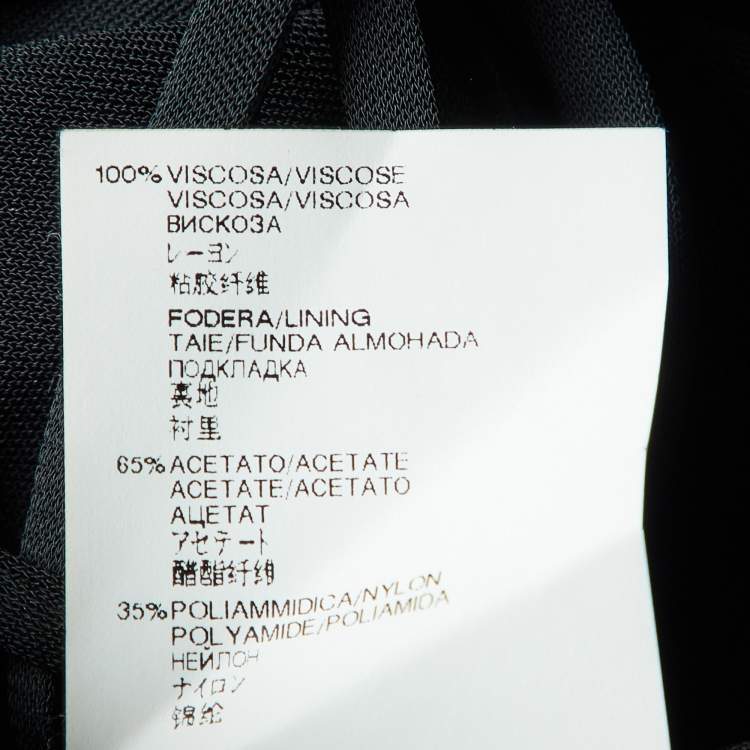 100% VISCOSA/VISCOSE
VISCOSA/VISCOSA
ВИСКОЗА
レーヨン
粘胶纤维
FODERA/LINING
TAIE/FUNDA ALMOHADA
ПОДКЛАДКА
裏地
衬里
65% ACETATO/ACETATE
ACETATE/ACETATO
АЦЕТАТ
アセテート
醋酯纤维
35% POLIAMMIDICA/NYLON
POLYAMIDE/POLIAMIDA
НЕЙЛОН
ナイロン
锦纶